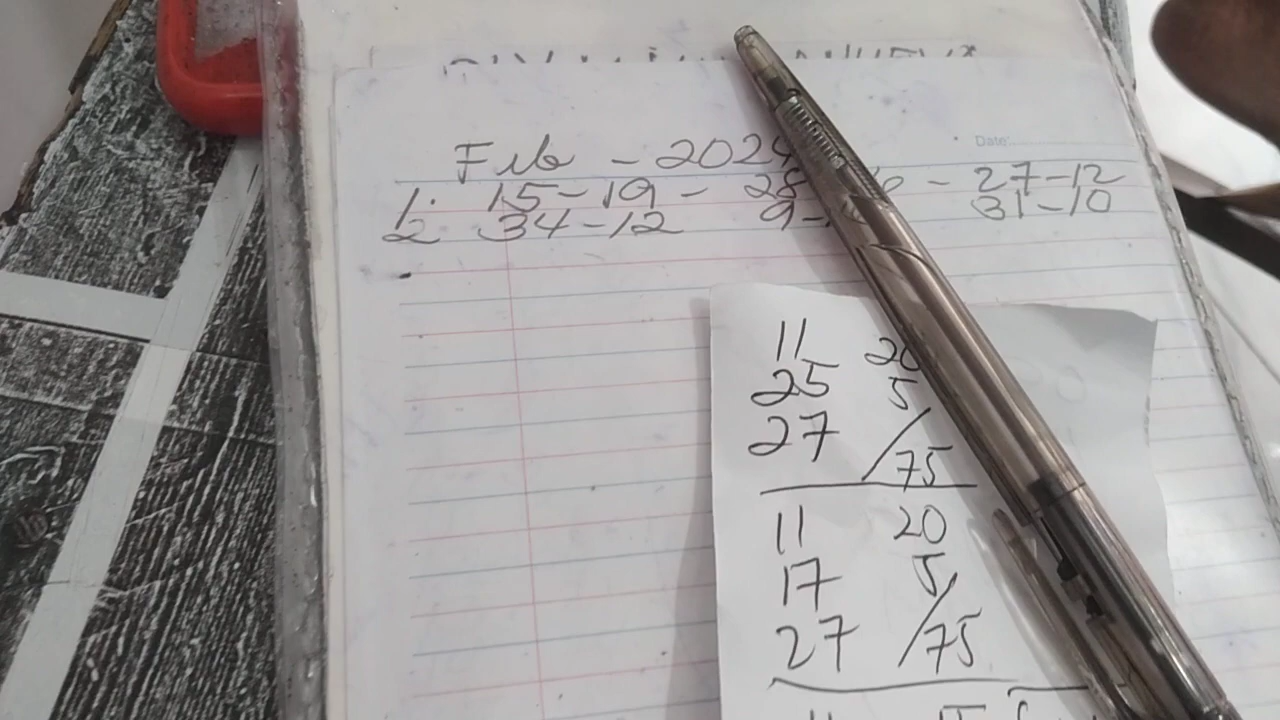 Date:
Feb - 2024
1. 15-19- 28 - 27-12
2 34-12 9- 31-10
11 20
25 5
27 /75
11 20
17 5
27 /75